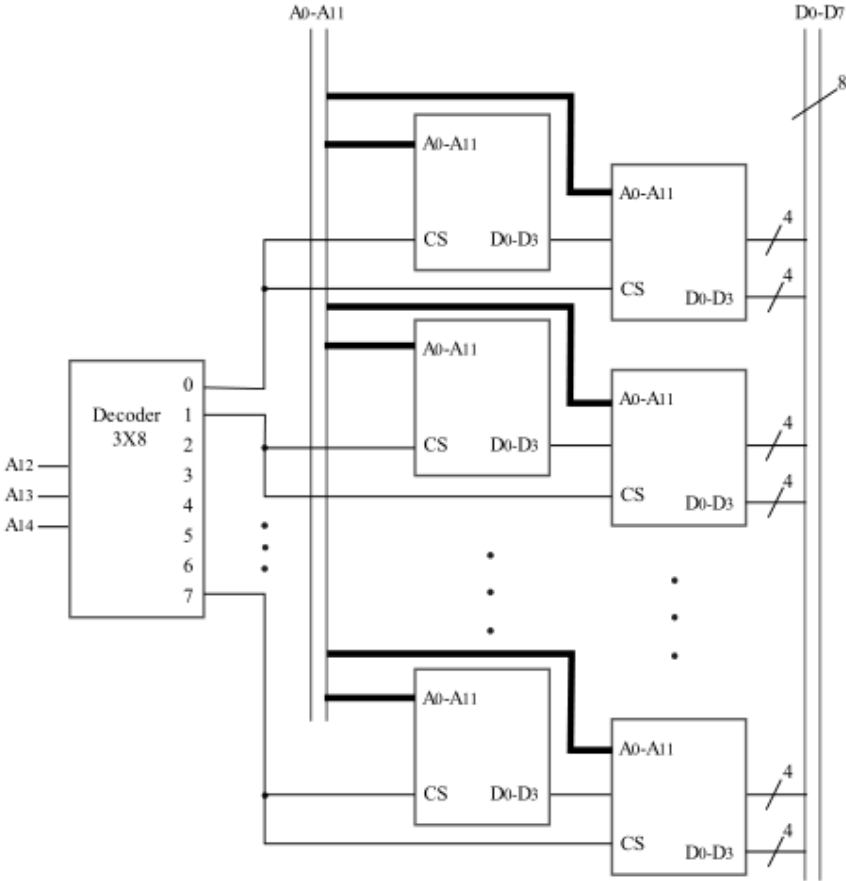 A0-A11 D0-D7
8
A0-A11
A0-A11
4
CS D0-D3
4
CS D0-D3
A0-A11
A0-A11
0
Decoder 1
3X8
4
2 CS D0-D3
A12
3
A13
CS D0-D3
4
4
A14
5
6
7
A0-A11
A0-A11
4
CS D0-D3
4
CS D0-D3